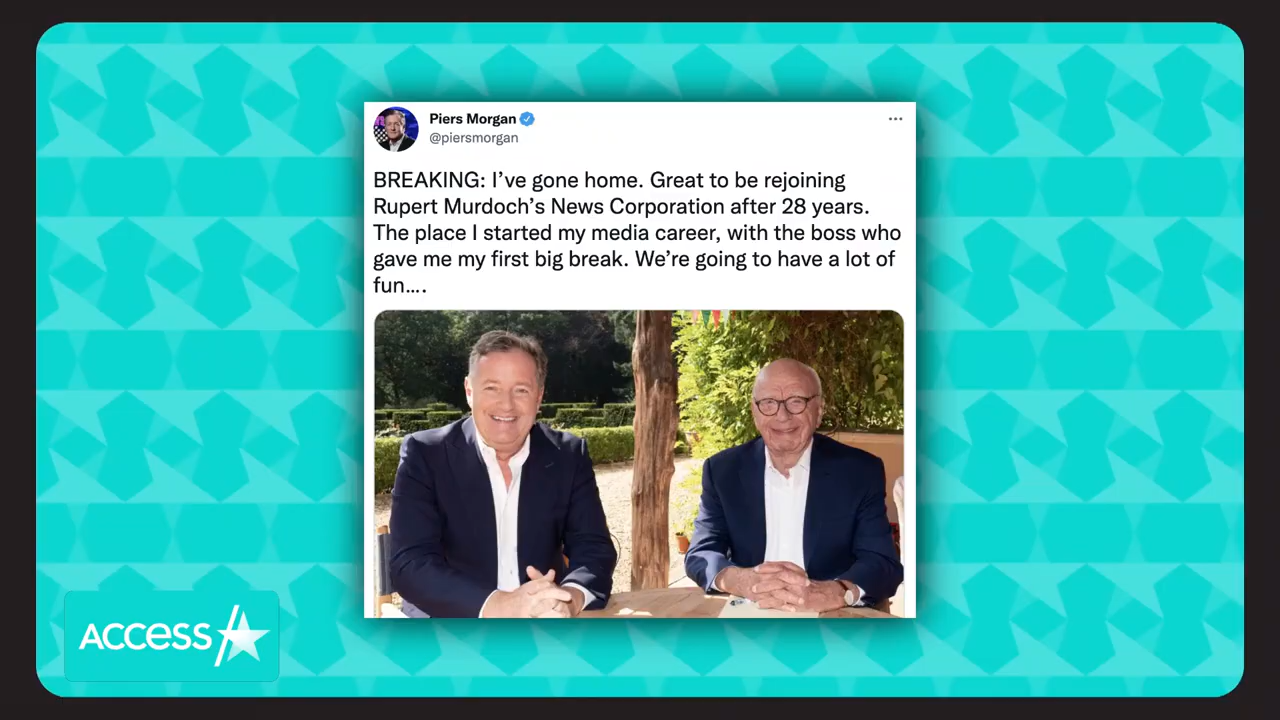 Piers Morgan
@piersmorgan
BREAKING: I’ve gone home. Great to be rejoining
Rupert Murdoch’s News Corporation after 28 years.
The place I started my media career, with the boss who
gave me my first big break. We’re going to have a lot of
fun….
ACCESS